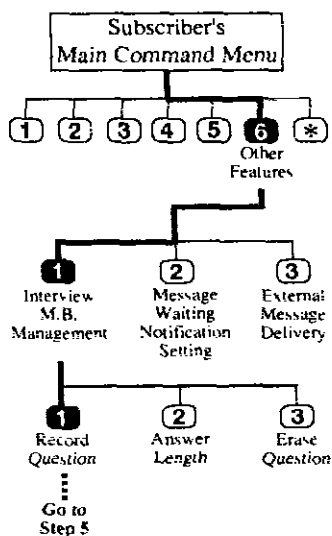 Subscriber's
Main Command Menu
1 2 3 4 5 6 *
Other
Features
1 2 3
Interview
M.B.
Management
Message
Waiting
Notification
Setting
External
Message
Delivery
1 2 3
Record
Question
Answer
Length
Erase
Question
Go to
Step 5